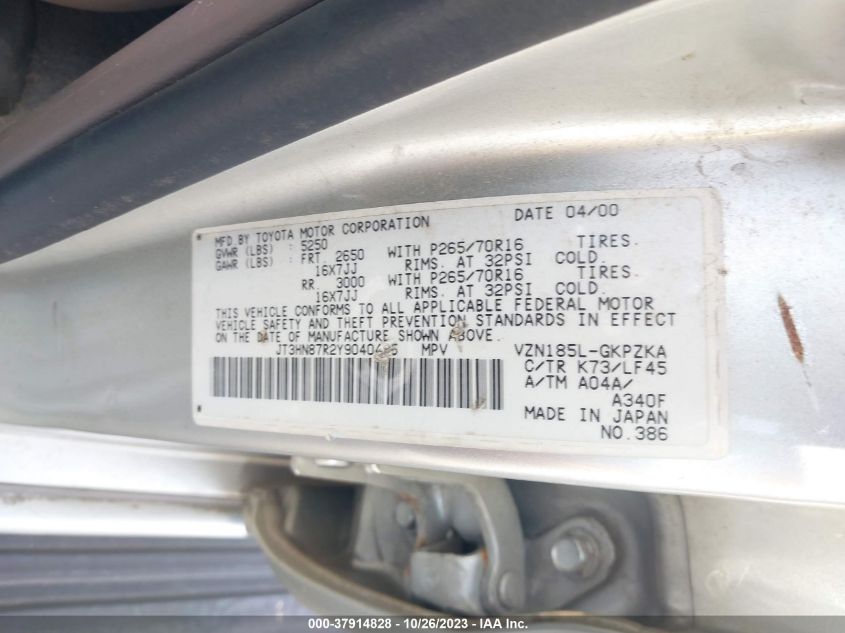 MFD.BY TOYOTA MOTOR CORPORATION DATE 04/00
GVWR (LBS) : 5250
GAWR (LBS) : FRT. 2650 WITH P265/70R16 TIRES.
16X7JJ RIMS. AT 32PSI COLD.
RR. 3000 WITH P265/70R16 TIRES.
16X7JJ RIMS. AT 32PSI COLD.
THIS VEHICLE CONFORMS TO ALL APPLICABLE FEDERAL MOTOR
VEHICLE SAFETY AND THEFT PREVENTION STANDARDS IN EFFECT
ON THE DATE OF MANUFACTURE SHOWN ABOVE.
MPV VZN185L-GKPZKA
C/TR K73/LF45
A/TM A04A/
A340F
MADE IN JAPAN
NO.386
000-37914828 - 10/26/2023 - IAA Inc.